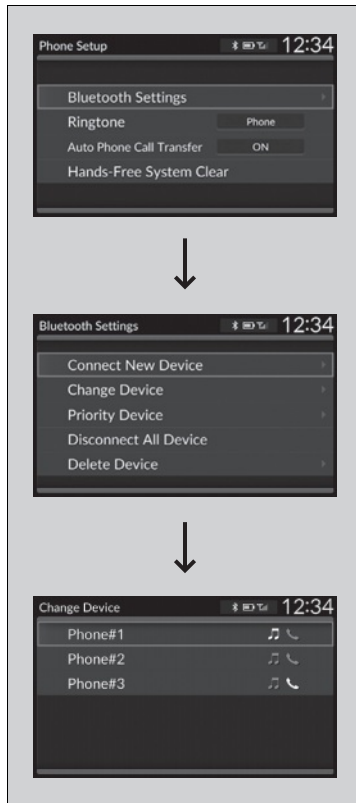 Phone Setup 12:34
Bluetooth Settings
Ringtone Phone
Auto Phone Call Transfer ON
Hands-Free System Clear
Bluetooth Settings 12:34
Connect New Device
Change Device
Priority Device
Disconnect All Device
Delete Device
Change Device 12:34
Phone#1
Phone#2
Phone#3